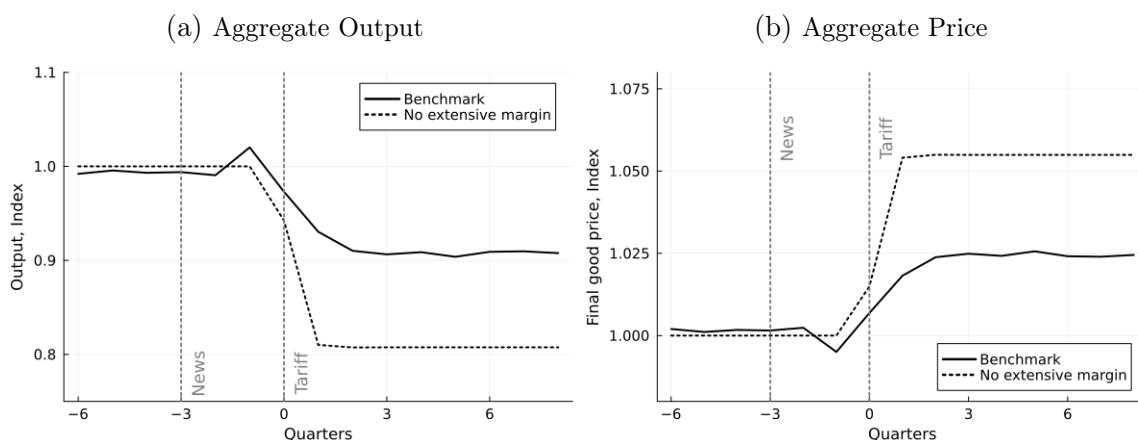 (a) Aggregate Output
1.1
1.0
0.9
0.8
Output, Index
Benchmark
No extensive margin
News
Tariff
−6
−3
0
3
6
Quarters
(b) Aggregate Price
1.075
1.050
1.025
1.000
Final good price, Index
News
Tariff
Benchmark
No extensive margin
−6
−3
0
3
6
Quarters